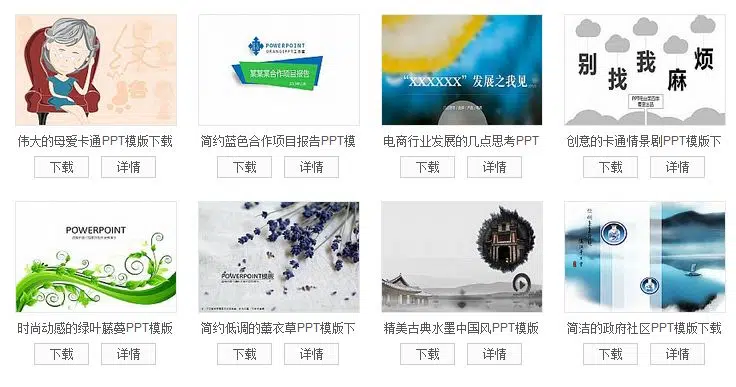 POWERPOINT
某某某合作项目报告
“XXXXXX”发展之我见
别找我麻烦
伟大的母爱卡通PPT模版下载
简约蓝色合作项目报告PPT模
电商行业发展的几点思考PPT
创意的卡通情景剧PPT模版下
下载 详情
下载 详情
下载 详情
下载 详情
POWERPOINT
POWERPOINT模板
时尚动感的绿叶藤蔓PPT模版
简约低调的薰衣草PPT模版下
精美古典水墨中国风PPT模版
简洁的政府社区PPT模版下载
下载 详情
下载 详情
下载 详情
下载 详情